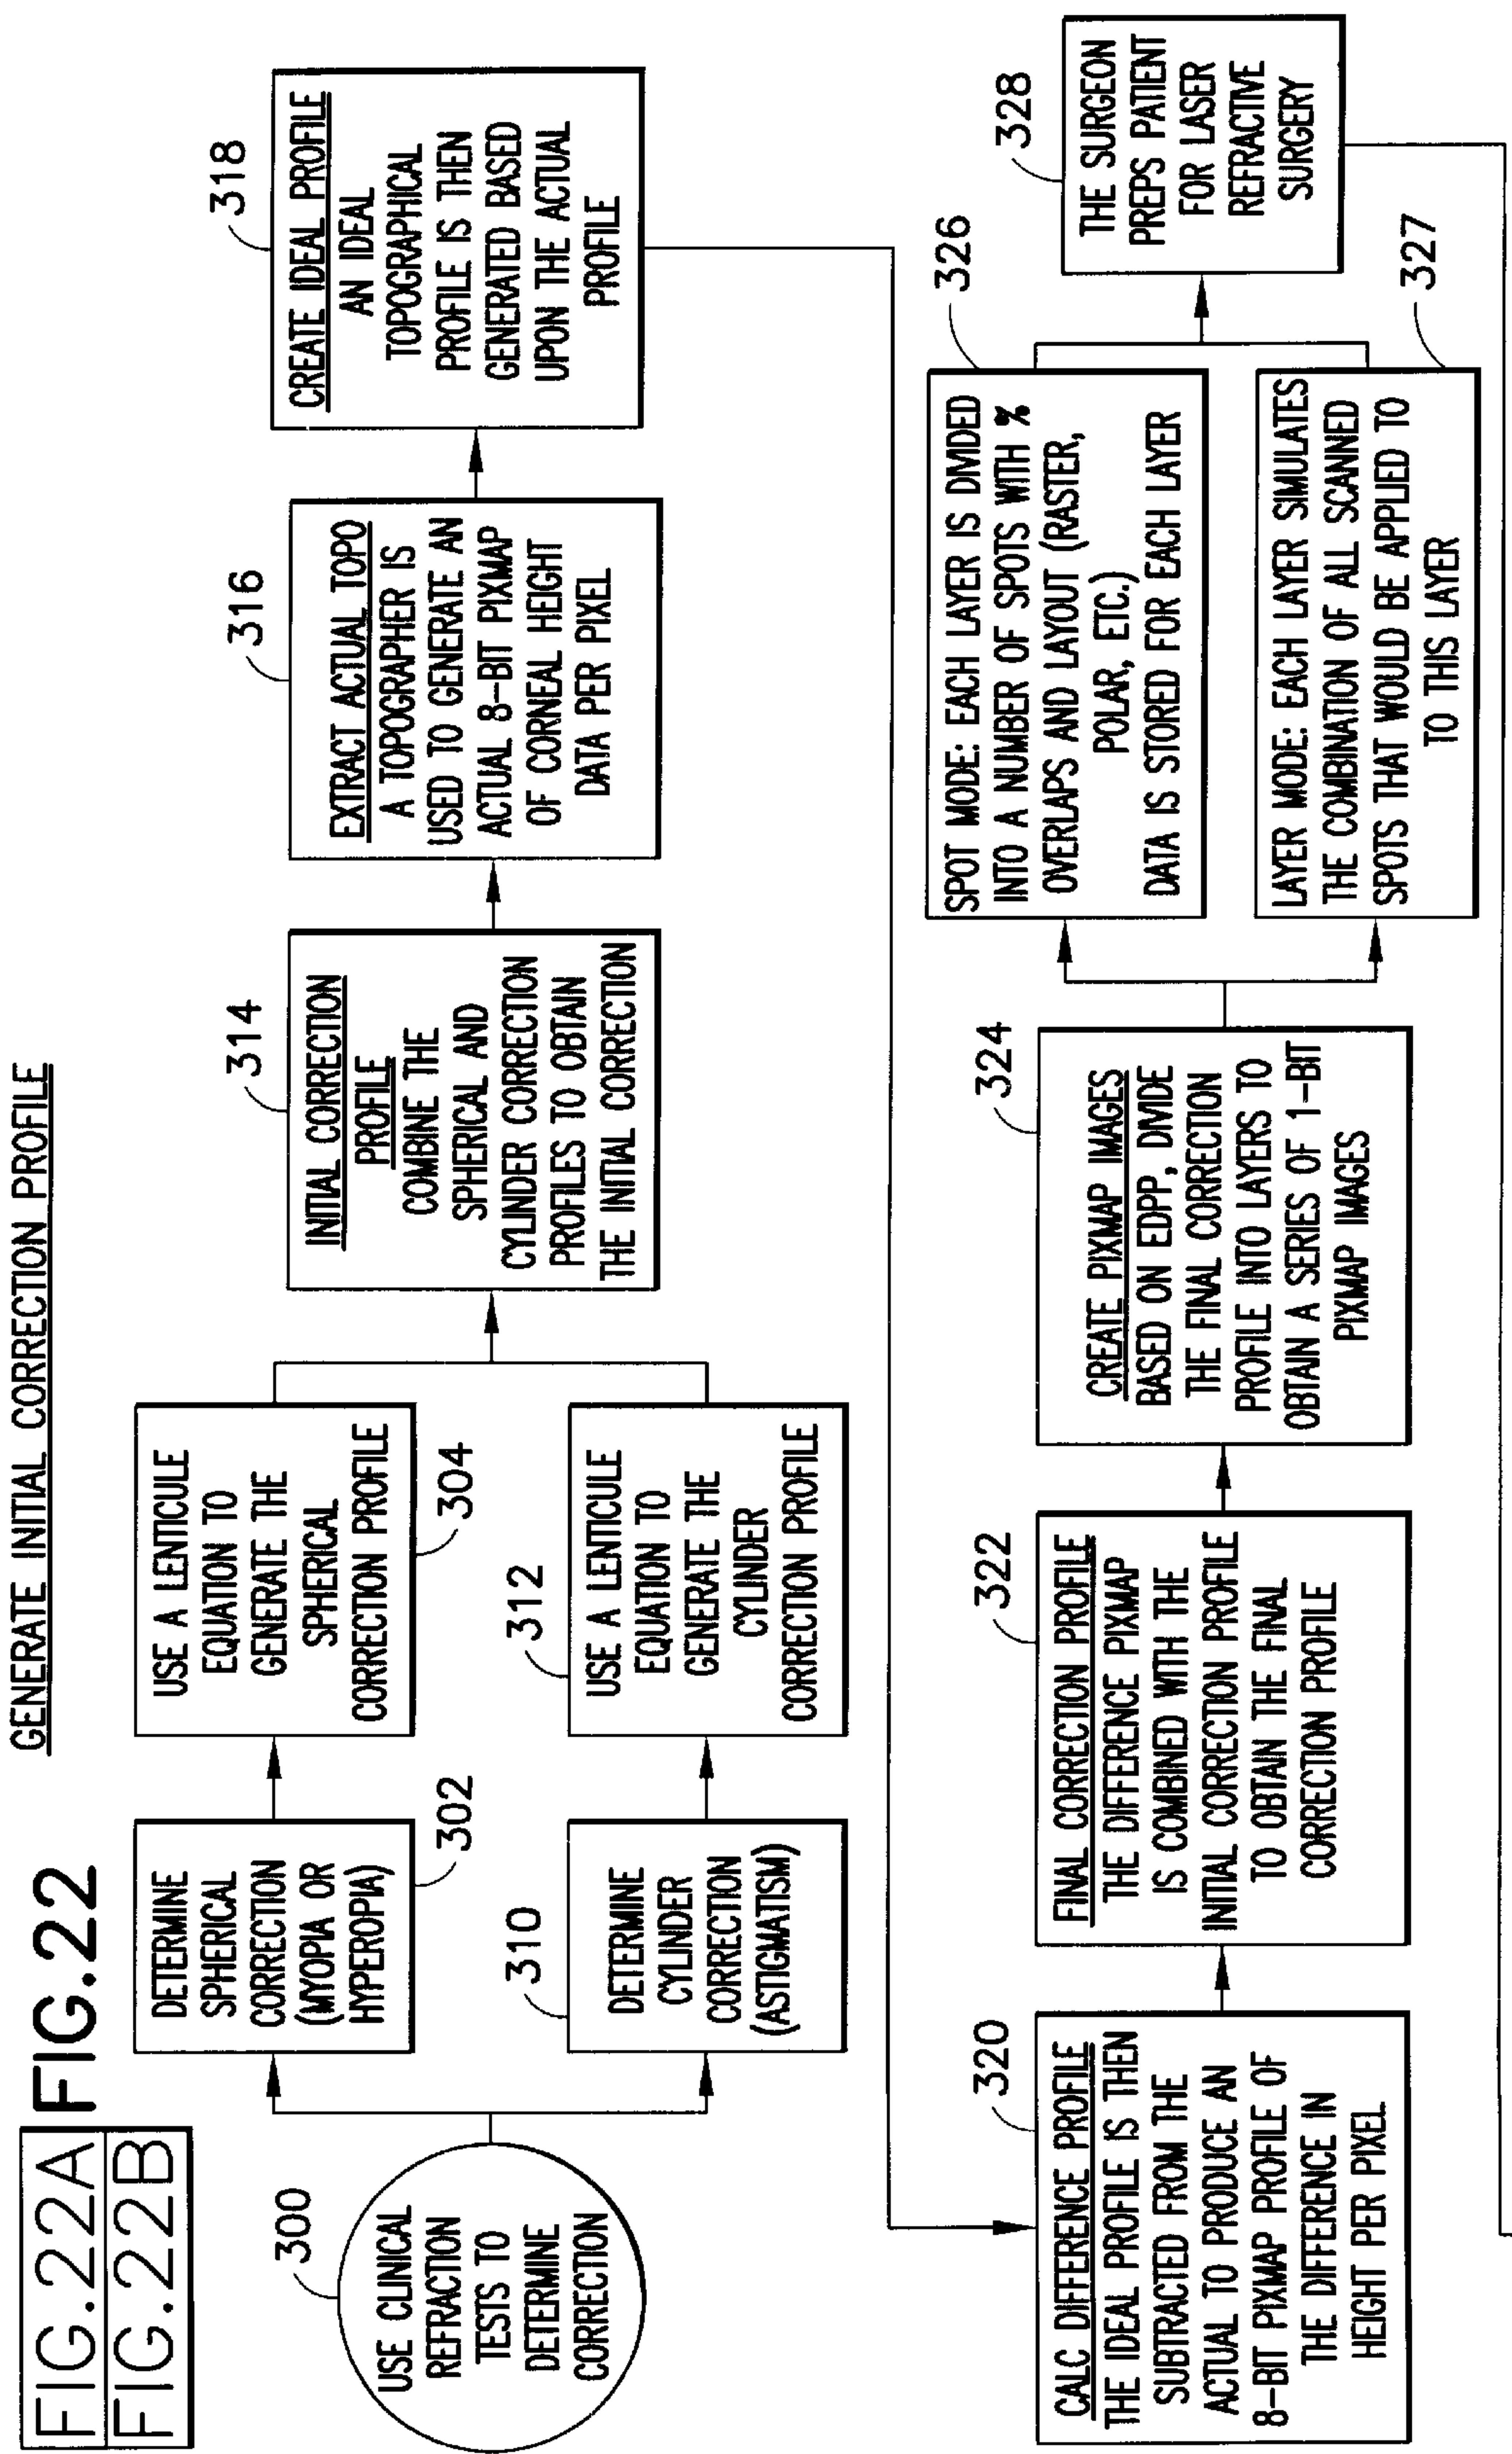 FIG.22A
FIG.22B
FIG.22
GENERATE INITIAL CORRECTION PROFILE
300
USE CLINICAL
REFRACTION
TESTS TO
DETERMINE
CORRECTION
DETERMINE
SPHERICAL
CORRECTION
(MYOPIA OR
HYPEROPIA)
302
USE A LENTICULE
EQUATION TO
GENERATE THE
SPHERICAL
CORRECTION PROFILE
304
310
DETERMINE
CYLINDER
CORRECTION
(ASTIGMATISM)
312
USE A LENTICULE
EQUATION TO
GENERATE THE
CYLINDER
CORRECTION PROFILE
314
INITIAL CORRECTION
PROFILE
COMBINE THE
SPHERICAL AND
CYLINDER CORRECTION
PROFILES TO OBTAIN
THE INITIAL CORRECTION
316
EXTRACT ACTUAL TOPO
A TOPOGRAPHER IS
USED TO GENERATE AN
ACTUAL 8-BIT PIXMAP
OF CORNEAL HEIGHT
DATA PER PIXEL
318
CREATE IDEAL PROFILE
AN IDEAL
TOPOGRAPHICAL
PROFILE IS THEN
GENERATED BASED
UPON THE ACTUAL
PROFILE
320
CALC DIFFERENCE PROFILE
THE IDEAL PROFILE IS THEN
SUBTRACTED FROM THE
ACTUAL TO PRODUCE AN
8-BIT PIXMAP PROFILE OF
THE DIFFERENCE IN
HEIGHT PER PIXEL
322
FINAL CORRECTION PROFILE
THE DIFFERENCE PIXMAP
IS COMBINED WITH THE
INITIAL CORRECTION PROFILE
TO OBTAIN THE FINAL
CORRECTION PROFILE
324
CREATE PIXMAP IMAGES
BASED ON EDPP, DIVIDE
THE FINAL CORRECTION
PROFILE INTO LAYERS TO
OBTAIN A SERIES OF 1-BIT
PIXMAP IMAGES
326
SPOT MODE: EACH LAYER IS DIVIDED
INTO A NUMBER OF SPOTS WITH %
OVERLAPS AND LAYOUT (RASTER,
POLAR, ETC.)
DATA IS STORED FOR EACH LAYER
327
LAYER MODE: EACH LAYER SIMULATES
THE COMBINATION OF ALL SCANNED
SPOTS THAT WOULD BE APPLIED TO
TO THIS LAYER
328
THE SURGEON
PREPS PATIENT
FOR LASER
REFRACTIVE
SURGERY